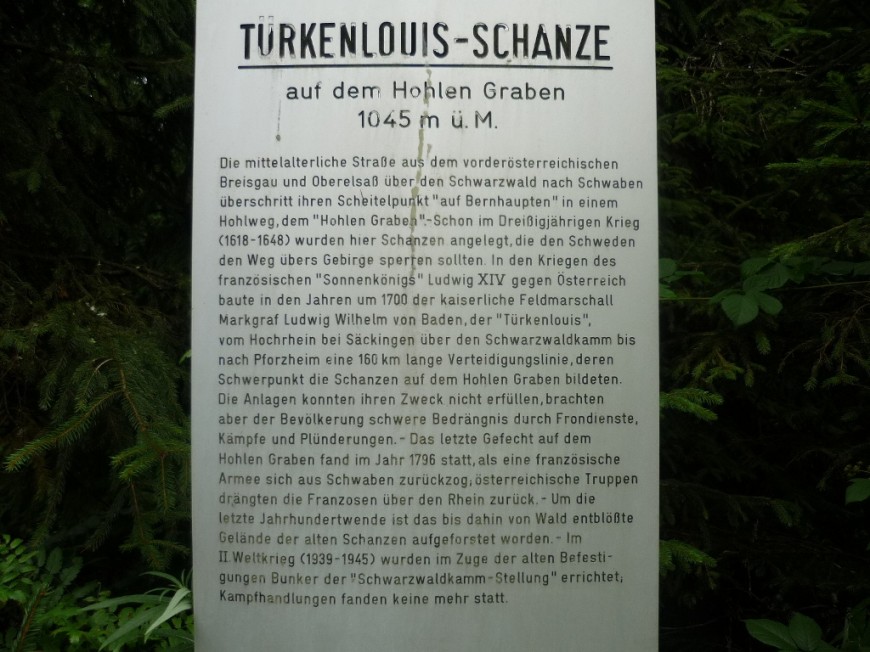 TÜRKENLOUIS-SCHANZE
auf dem Hohlen Graben
1045 m ü. M.
Die mittelalterliche Straße aus dem vorderösterreichischen
Breisgau und Oberelsaß über den Schwarzwald nach Schwaben
überschritt ihren Scheitelpunkt "auf Bernhaupten" in einem
Hohlweg, dem "Hohlen Graben".-Schon im Dreißigjährigen Krieg
(1618-1648) wurden hier Schanzen angelegt, die den Schweden
den Weg übers Gebirge sperren sollten. In den Kriegen des
französischen "Sonnenkönigs" Ludwig XIV gegen Österreich
baute in den Jahren um 1700 der kaiserliche Feldmarschall
Markgraf Ludwig Wilhelm von Baden, der "Türkenlouis",
vom Hochrhein bei Säckingen über den Schwarzwaldkamm bis
nach Pforzheim eine 160 km lange Verteidigungslinie, deren
Schwerpunkt die Schanzen auf dem Hohlen Graben bildeten.
Die Anlagen konnten ihren Zweck nicht erfüllen, brachten
aber der Bevölkerung schwere Bedrängnis durch Frondienste,
Kämpfe und Plünderungen.- Das letzte Gefecht auf dem
Hohlen Graben fand im Jahr 1796 statt, als eine französische
Armee sich aus Schwaben zurückzog; österreichische Truppen
drängten die Franzosen über den Rhein zurück.- Um die
letzte Jahrhundertwende ist das bis dahin von Wald entblößte
Gelände der alten Schanzen aufgeforstet worden.- Im
II. Weltkrieg (1939-1945) wurden im Zuge der alten Befesti-
gungen Bunker der "Schwarzwaldkamm-Stellung" errichtet;
Kampfhandlungen fanden keine mehr statt.